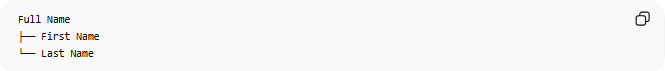 Full Name
├── First Name
└── Last Name